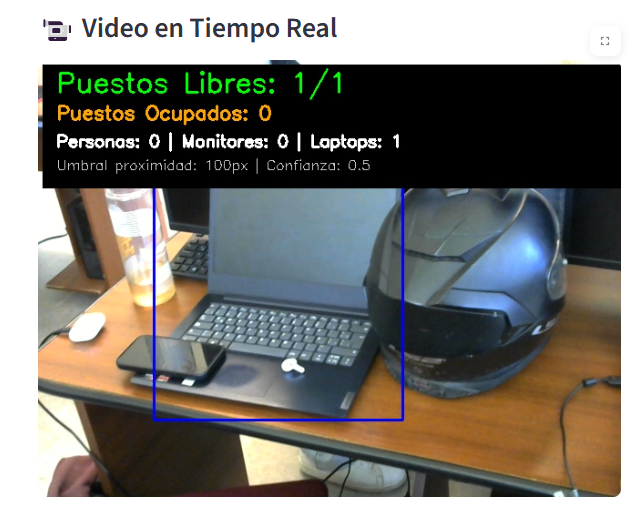 Video en Tiempo Real
Puestos Libres: 1/1
Puestos Ocupados: 0
Personas: 0 | Monitores: 0 | Laptops: 1
Umbral proximidad: 100px | Confianza: 0.5